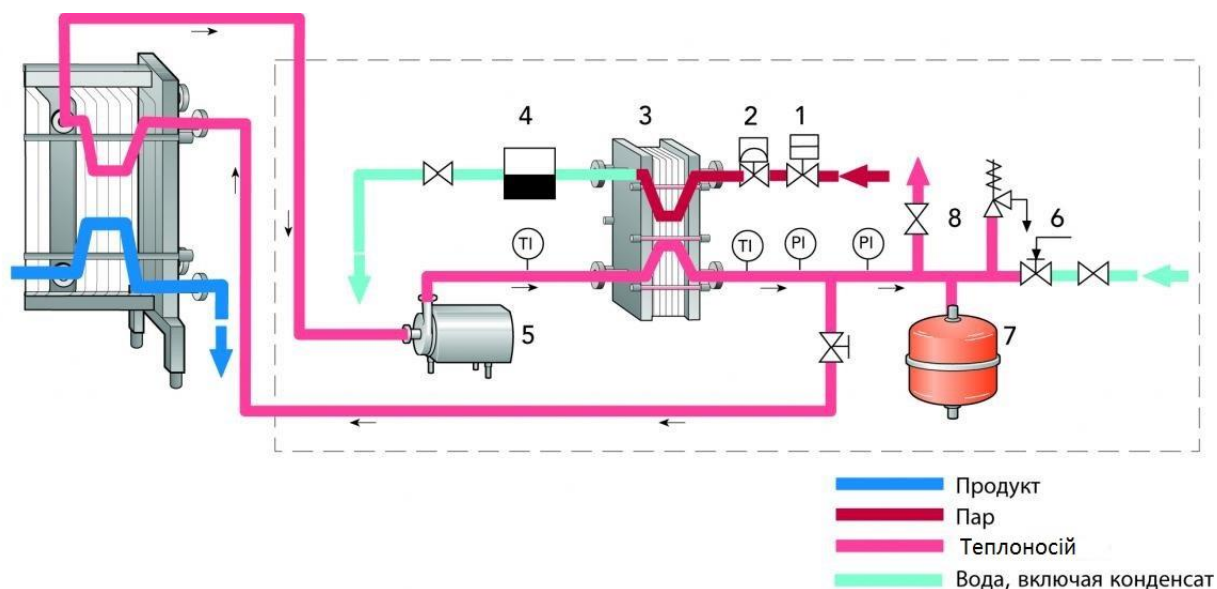 4
3
2
1
8
6
TI
TI
PI
PI
5
7
Продукт
Пар
Теплоносій
Вода, включая конденсат